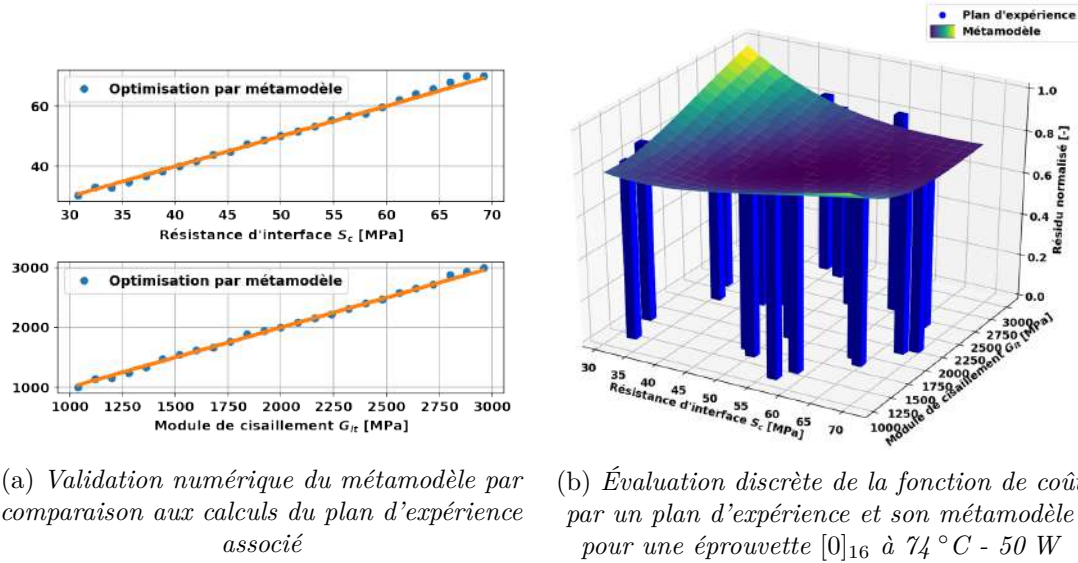 Optimisation par métamodèle
60
40
30 35 40 45 50 55 60 65 70
Résistance d'interface S_c [MPa]
3000
Optimisation par métamodèle
2000
1000
1000 1250 1500 1750 2000 2250 2500 2750 3000
Module de cisaillement G_lt [MPa]
Plan d'expérience
Métamodèle
1.0
0.8
0.6
0.4
0.2
0.0
Résidu normalisé [-]
30 35 40 45 50 55 60 65 70
Résistance d'interface S_c [MPa]
1000 1250 1500 1750 2000 2250 2500 2750 3000
Module de cisaillement G_lt [MPa]
(a) Validation numérique du métamodèle par
comparaison aux calculs du plan d'expérience
associé
(b) Évaluation discrète de la fonction de coû
par un plan d'expérience et son métamodèle
pour une éprouvette [0]_16 à 74 °C - 50 W